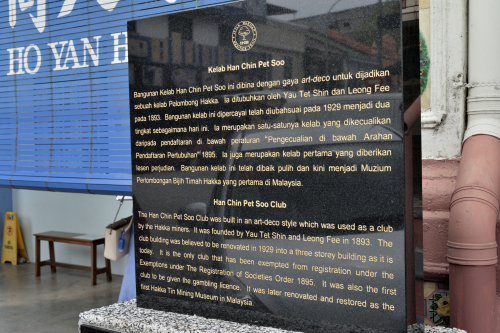 HO YAN H
Kelab Han Chin Pet Soo
Bangunan Kelab Han Chin Pet Soo ini dibina dengan gaya art-deco untuk dijadikan
sebuah kelab Pelombong Hakka. Ia ditubuhkan oleh Yau Tet Shin dan Leong Fee
pada 1893. Bangunan kelab ini dipercayai telah diubahsuai pada 1929 menjadi dua
tingkat sebagaimana hari ini. Ia merupakan satu-satunya kelab yang dikecualikan
daripada pendaftaran di bawah peraturan "Pengecualian di bawah Arahan
Pendaftaran Pertubuhan" 1895. Ia juga merupakan kelab pertama yang diberikan
lesen perjudian. Bangunan kelab ini telah dibaik pulih dan kini menjadi Muzium
Perlombongan Bijih Timah Hakka yang pertama di Malaysia.
Han Chin Pet Soo Club
The Han Chin Pet Soo Club was built in an art-deco style which was used as a club
by the Hakka miners. It was founded by Yau Tet Shin and Leong Fee in 1893. The
club building was believed to be renovated in 1929 into a three storey building as it is
today. It is the only club that has been exempted from registration under the
Exemptions under The Registration of Societies Order 1895. It was also the first
club to be given the gambling licence. It was later renovated and restored as the
first Hakka Tin Mining Museum in Malaysia.